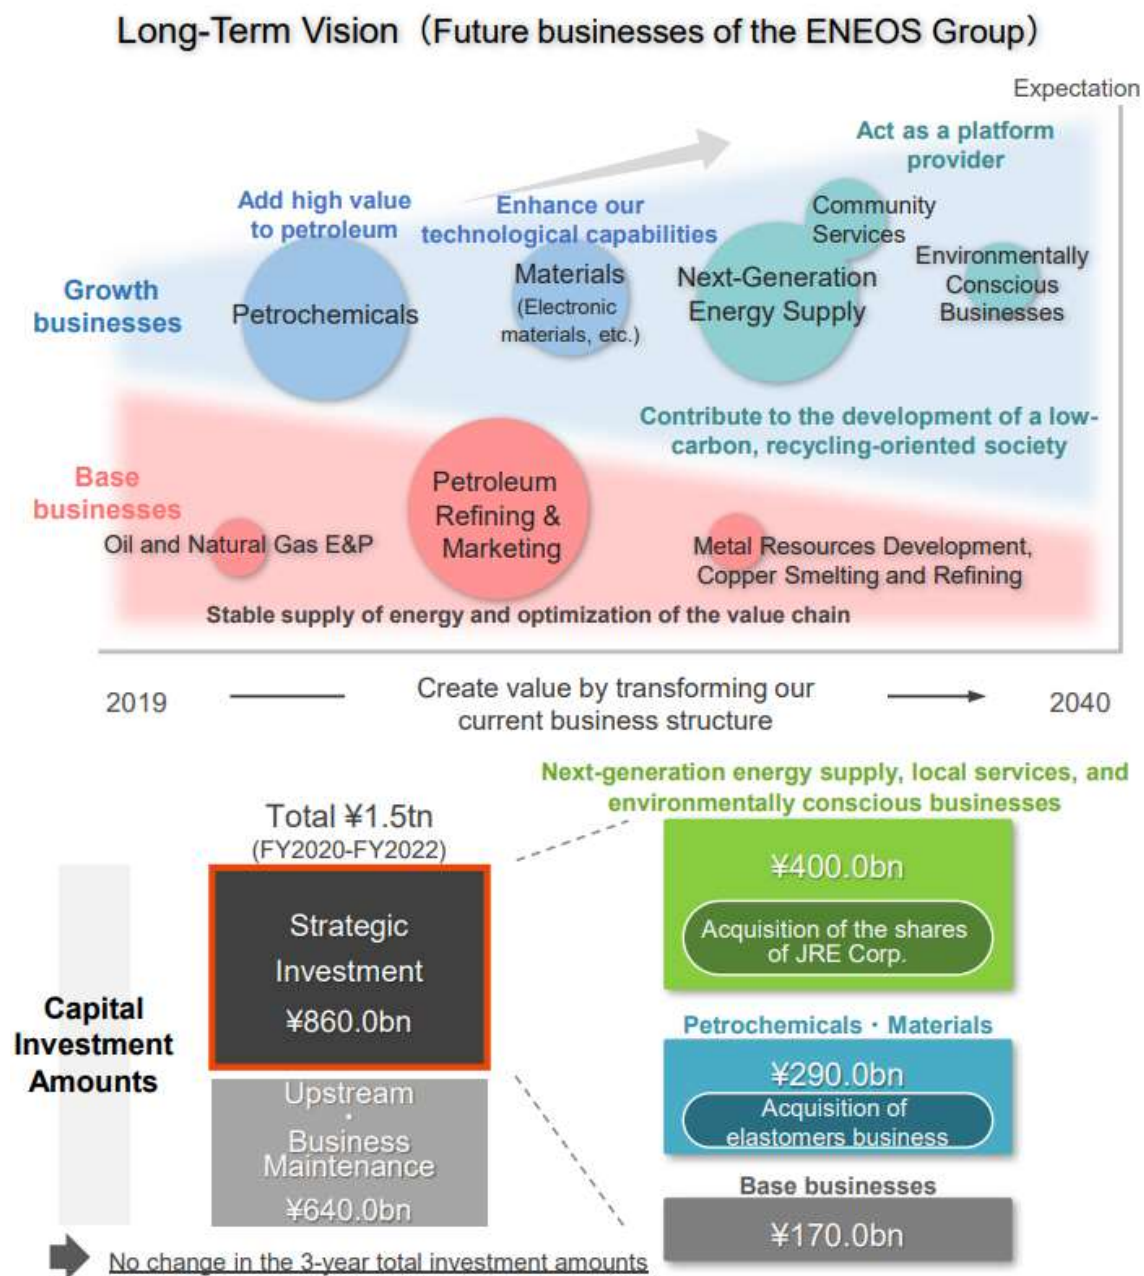 Long-Term Vision（Future businesses of the ENEOS Group）
Expectation
Act as a platform
provider
Add high value
to petroleum
Enhance our
technological capabilities
Community
Services
Growth
businesses
Petrochemicals
Materials
(Electronic
materials, etc.)
Next-Generation
Energy Supply
Environmentally
Conscious
Businesses
Contribute to the development of a low-
carbon, recycling-oriented society
Base
businesses
Oil and Natural Gas E&P
Petroleum
Refining &
Marketing
Metal Resources Development,
Copper Smelting and Refining
Stable supply of energy and optimization of the value chain
2019
Create value by transforming our
current business structure
2040
Next-generation energy supply, local services, and
environmentally conscious businesses
Total ¥1.5tn
(FY2020-FY2022)
Capital
Investment
Amounts
Strategic
Investment
¥860.0bn
Upstream
・
Business
Maintenance
¥640.0bn
¥400.0bn
Acquisition of the shares
of JRE Corp.
Petrochemicals・Materials
¥290.0bn
Acquisition of
elastomers business
Base businesses
¥170.0bn
No change in the 3-year total investment amounts